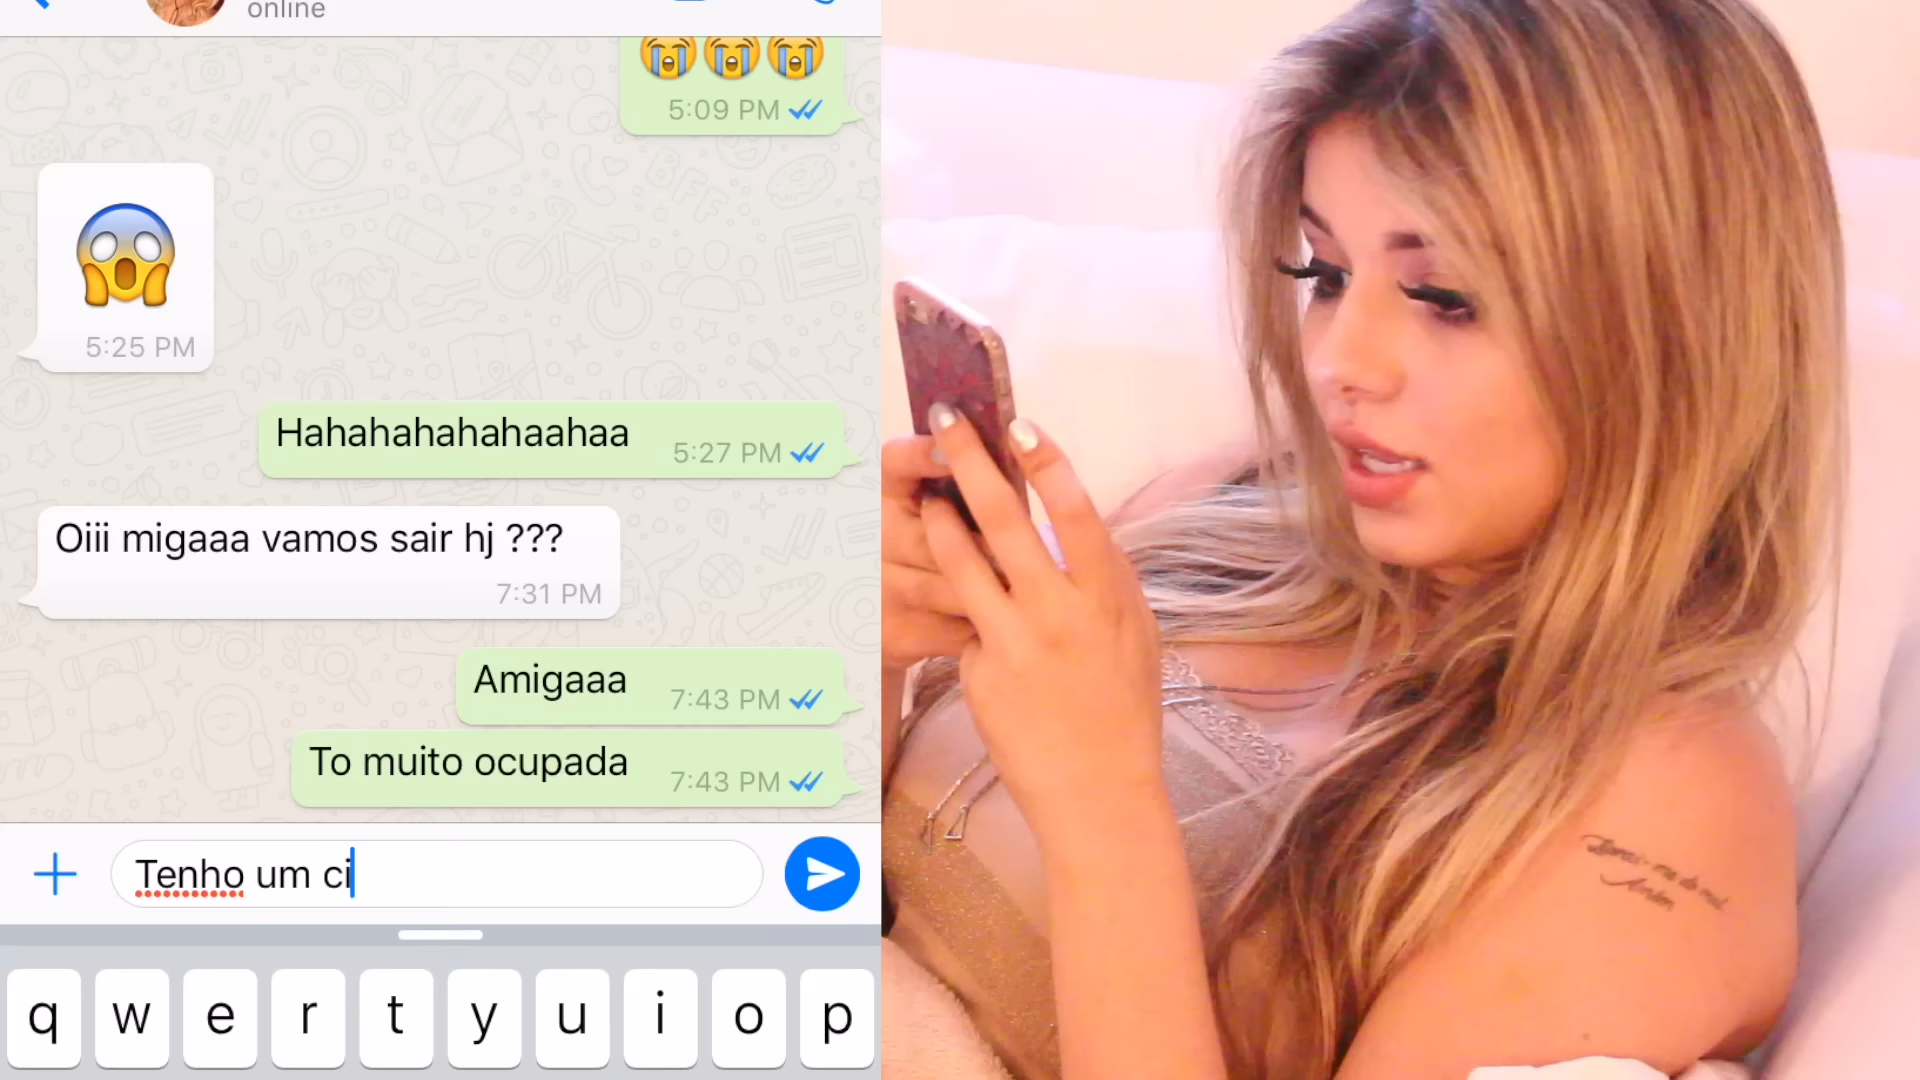 online
5:09 PM
5:25 PM
Hahahahahahaahaa
5:27 PM
Oiii migaaa vamos sair hj ???
7:31 PM
Amigaaa
7:43 PM
To muito ocupada
7:43 PM
Tenho um ci
q w e r t y u i o p